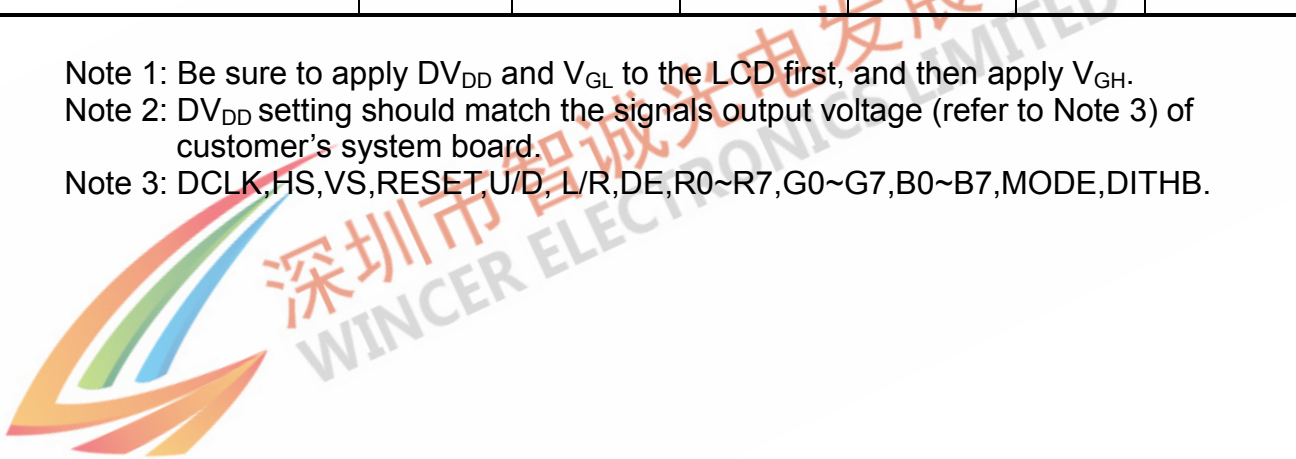 Note 1: Be sure to apply DVDD and VGL to the LCD first, and then apply VGH.
Note 2: DVDD setting should match the signals output voltage (refer to Note 3) of
customer’s system board.
Note 3: DCLK,HS,VS,RESET,U/D, L/R,DE,R0~R7,G0~G7,B0~B7,MODE,DITHB.
深圳市智诚光电发展
WINCER ELECTRONICS LIMITED